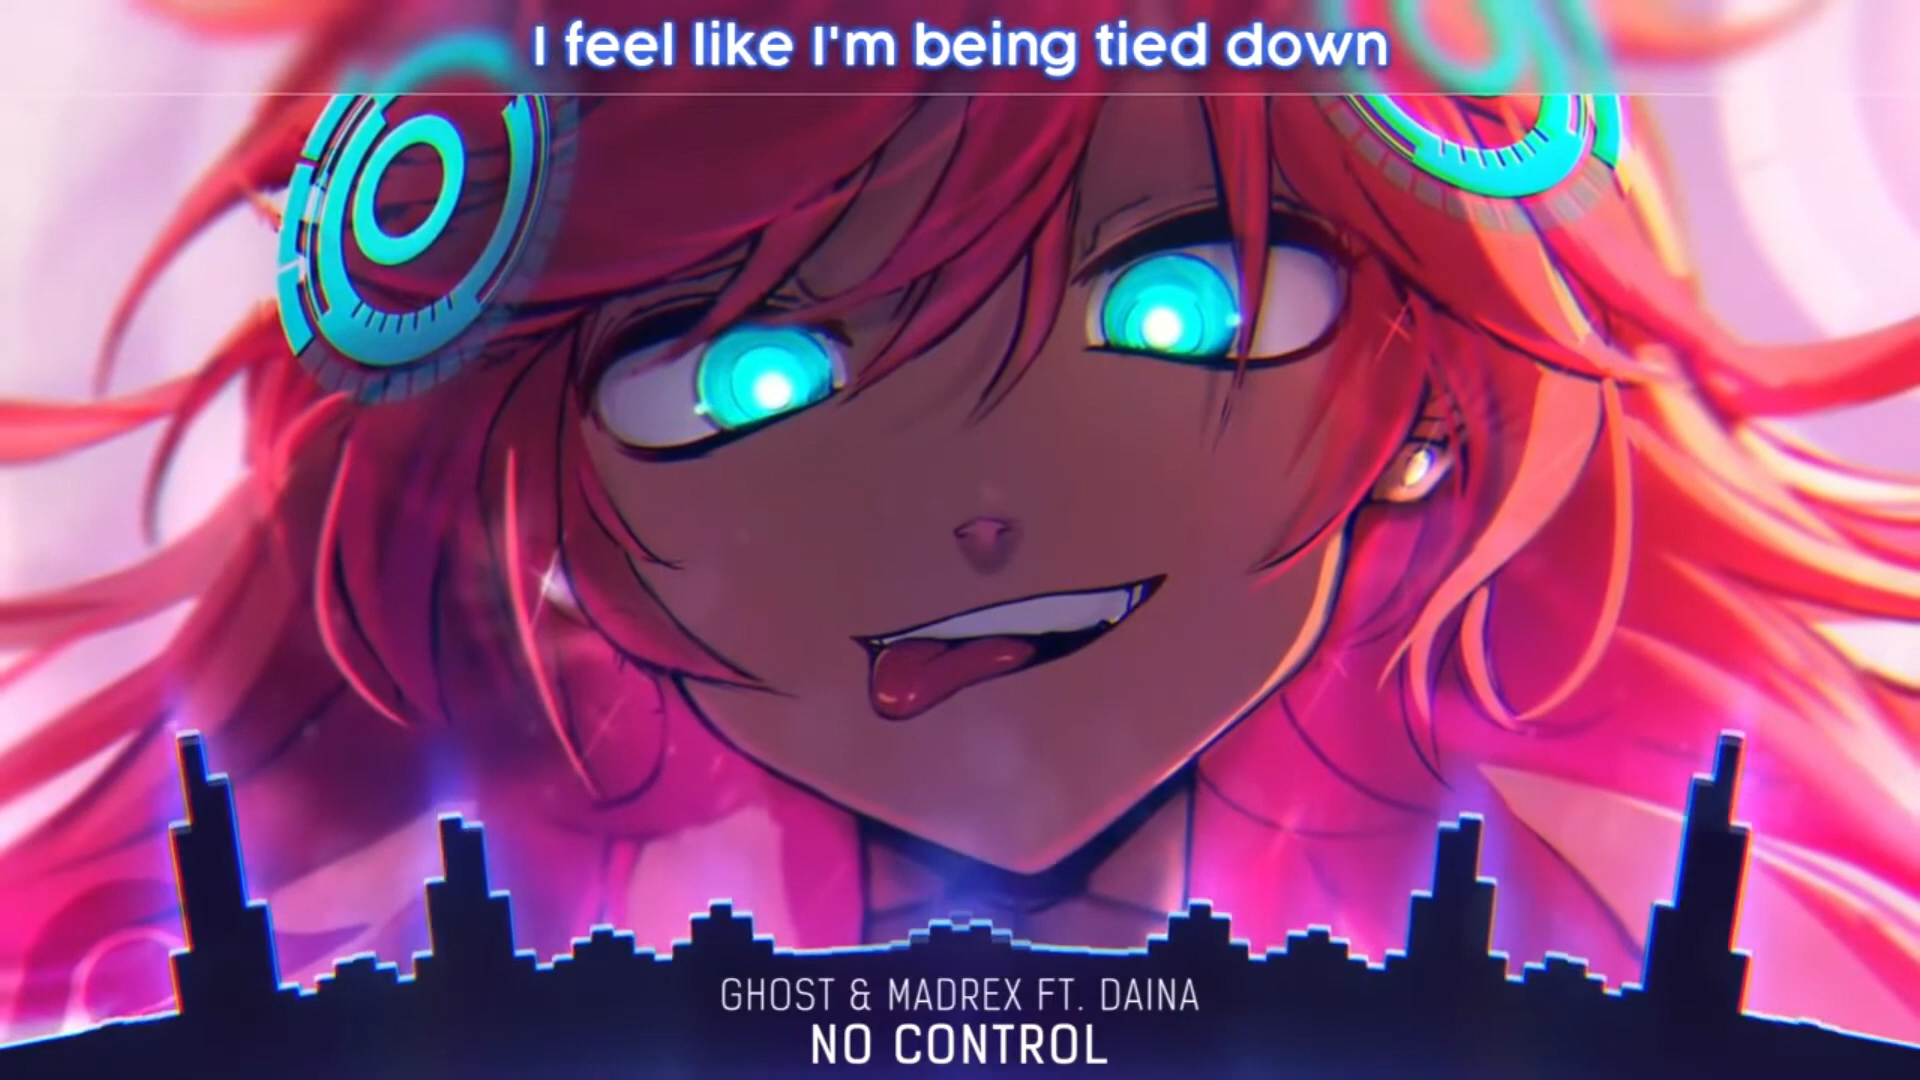 I feel like I'm being tied down
GHOST & MADREX FT. DAINA
NO CONTROL